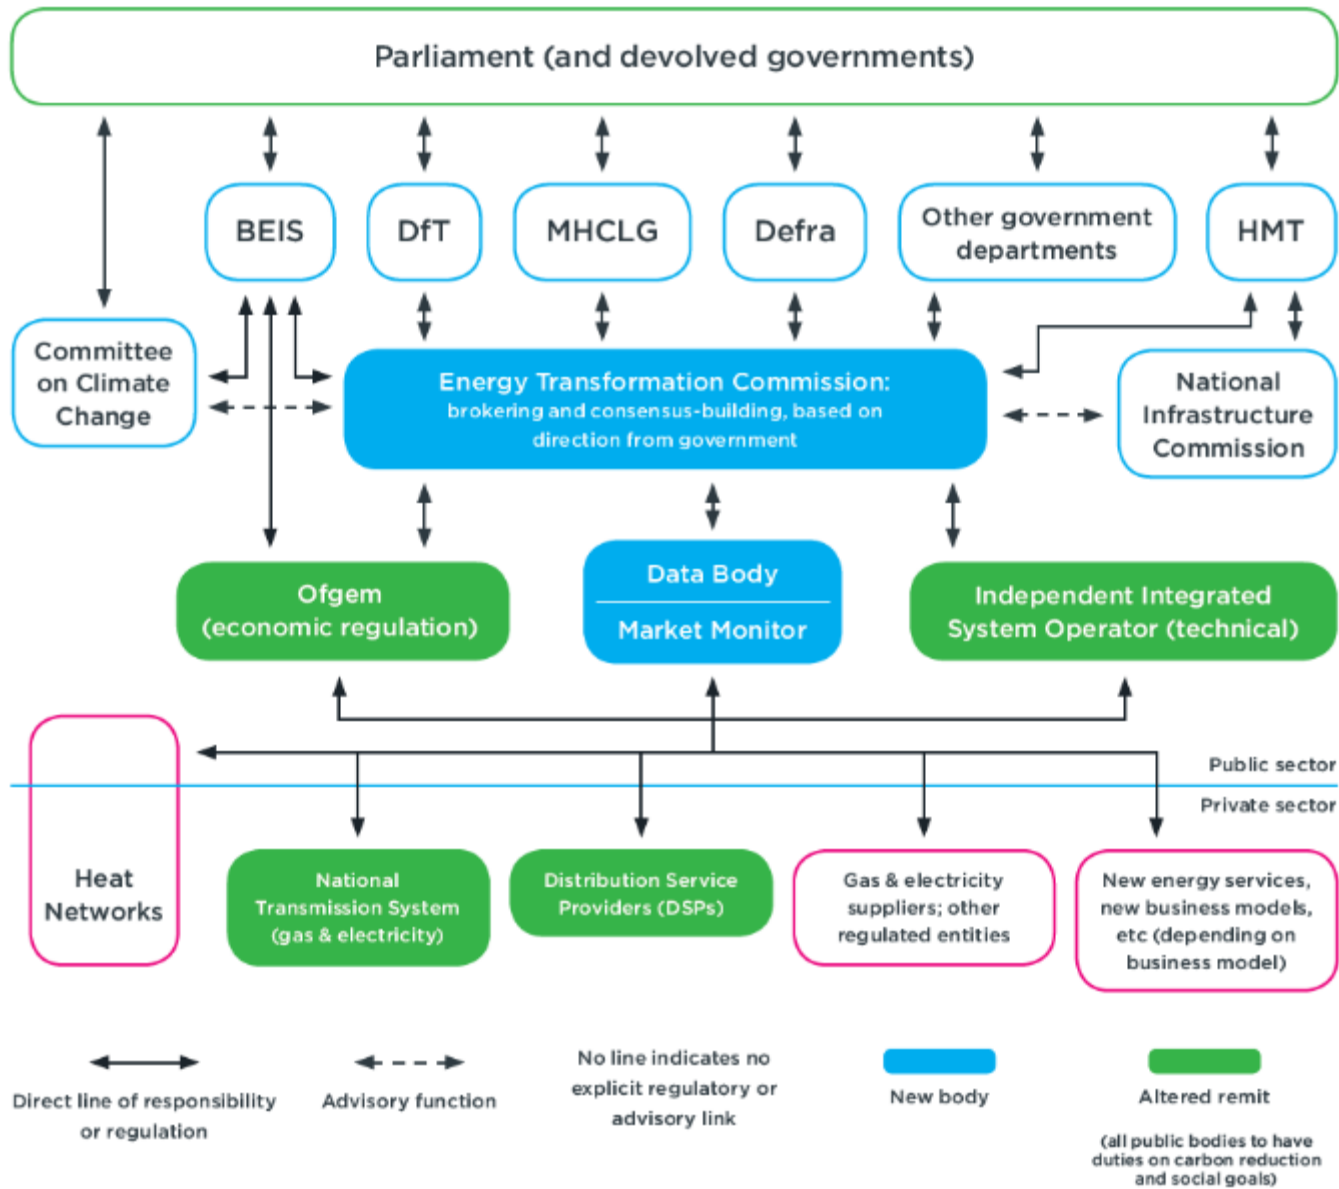 Parliament (and devolved governments)
BEIS
DfT
MHCLG
Defra
Other government
departments
HMT
Committee
on Climate
Change
Energy Transformation Commission:
brokering and consensus-building, based on
direction from government
National
Infrastructure
Commission
Ofgem
(economic regulation)
Data Body
Market Monitor
Independent Integrated
System Operator (technical)
Public sector
Private sector
Heat
Networks
National
Transmission System
(gas & electricity)
Distribution Service
Providers (DSPs)
Gas & electricity
suppliers; other
regulated entities
New energy services,
new business models,
etc (depending on
business model)
Direct line of responsibility
or regulation
Advisory function
No line indicates no
explicit regulatory or
advisory link
New body
Altered remit
(all public bodies to have
duties on carbon reduction
and social goals)